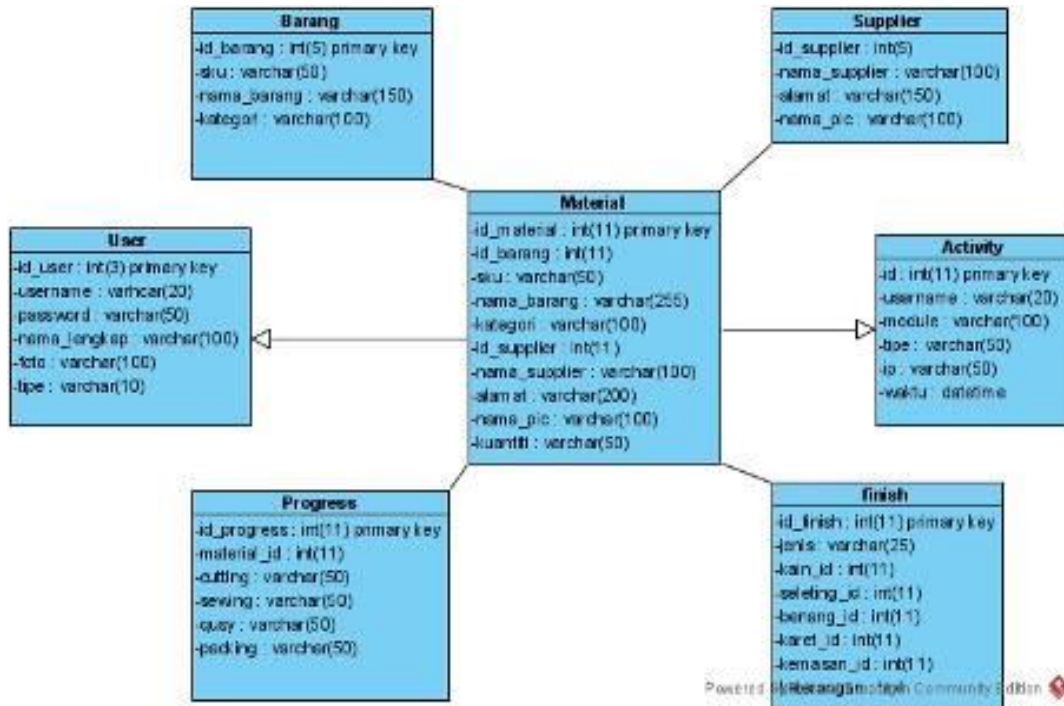 Barang
-id_barang : int(5) primary key
-sku : varchar(50)
-nama_barang : varchar(150)
-kategori : varchar(100)
Supplier
-id_supplier : int(5)
-nama_supplier : varchar(100)
-alamat : varchar(150)
-nama_pic : varchar(100)
Material
-id_material : int(11) primary key
-id_barang : int(11)
-sku : varchar(50)
-nama_barang : varchar(255)
-kategori : varchar(100)
-id_supplier : int(11)
-nama_supplier : varchar(100)
-alamat : varchar(200)
-nama_pic : varchar(100)
-kuantiti : varchar(50)
User
-id_user : int(3) primary key
-username : varhcar(20)
-password : varchar(50)
-nama_lengkap : varchar(100)
-foto : varchar(100)
-tipe : varchar(10)
Activity
-id : int(11) primary key
-username : varchar(20)
-module : varchar(100)
-tipe : varchar(50)
-ip : varchar(50)
-waktu : datetime
Progress
-id_progress : int(11) primary key
-material_id : int(11)
-cutting : varchar(50)
-sewing : varchar(50)
: varchar(50)
-packing : varchar(50)
finish
-id_finish : int(11) primary key
-jenis : varchar(25)
-kain_id : int(11)
-seleting_id : int(11)
-benang_id : int(11)
-karet_id : int(11)
-kemasan_id : int(11)
Powered Community Edition